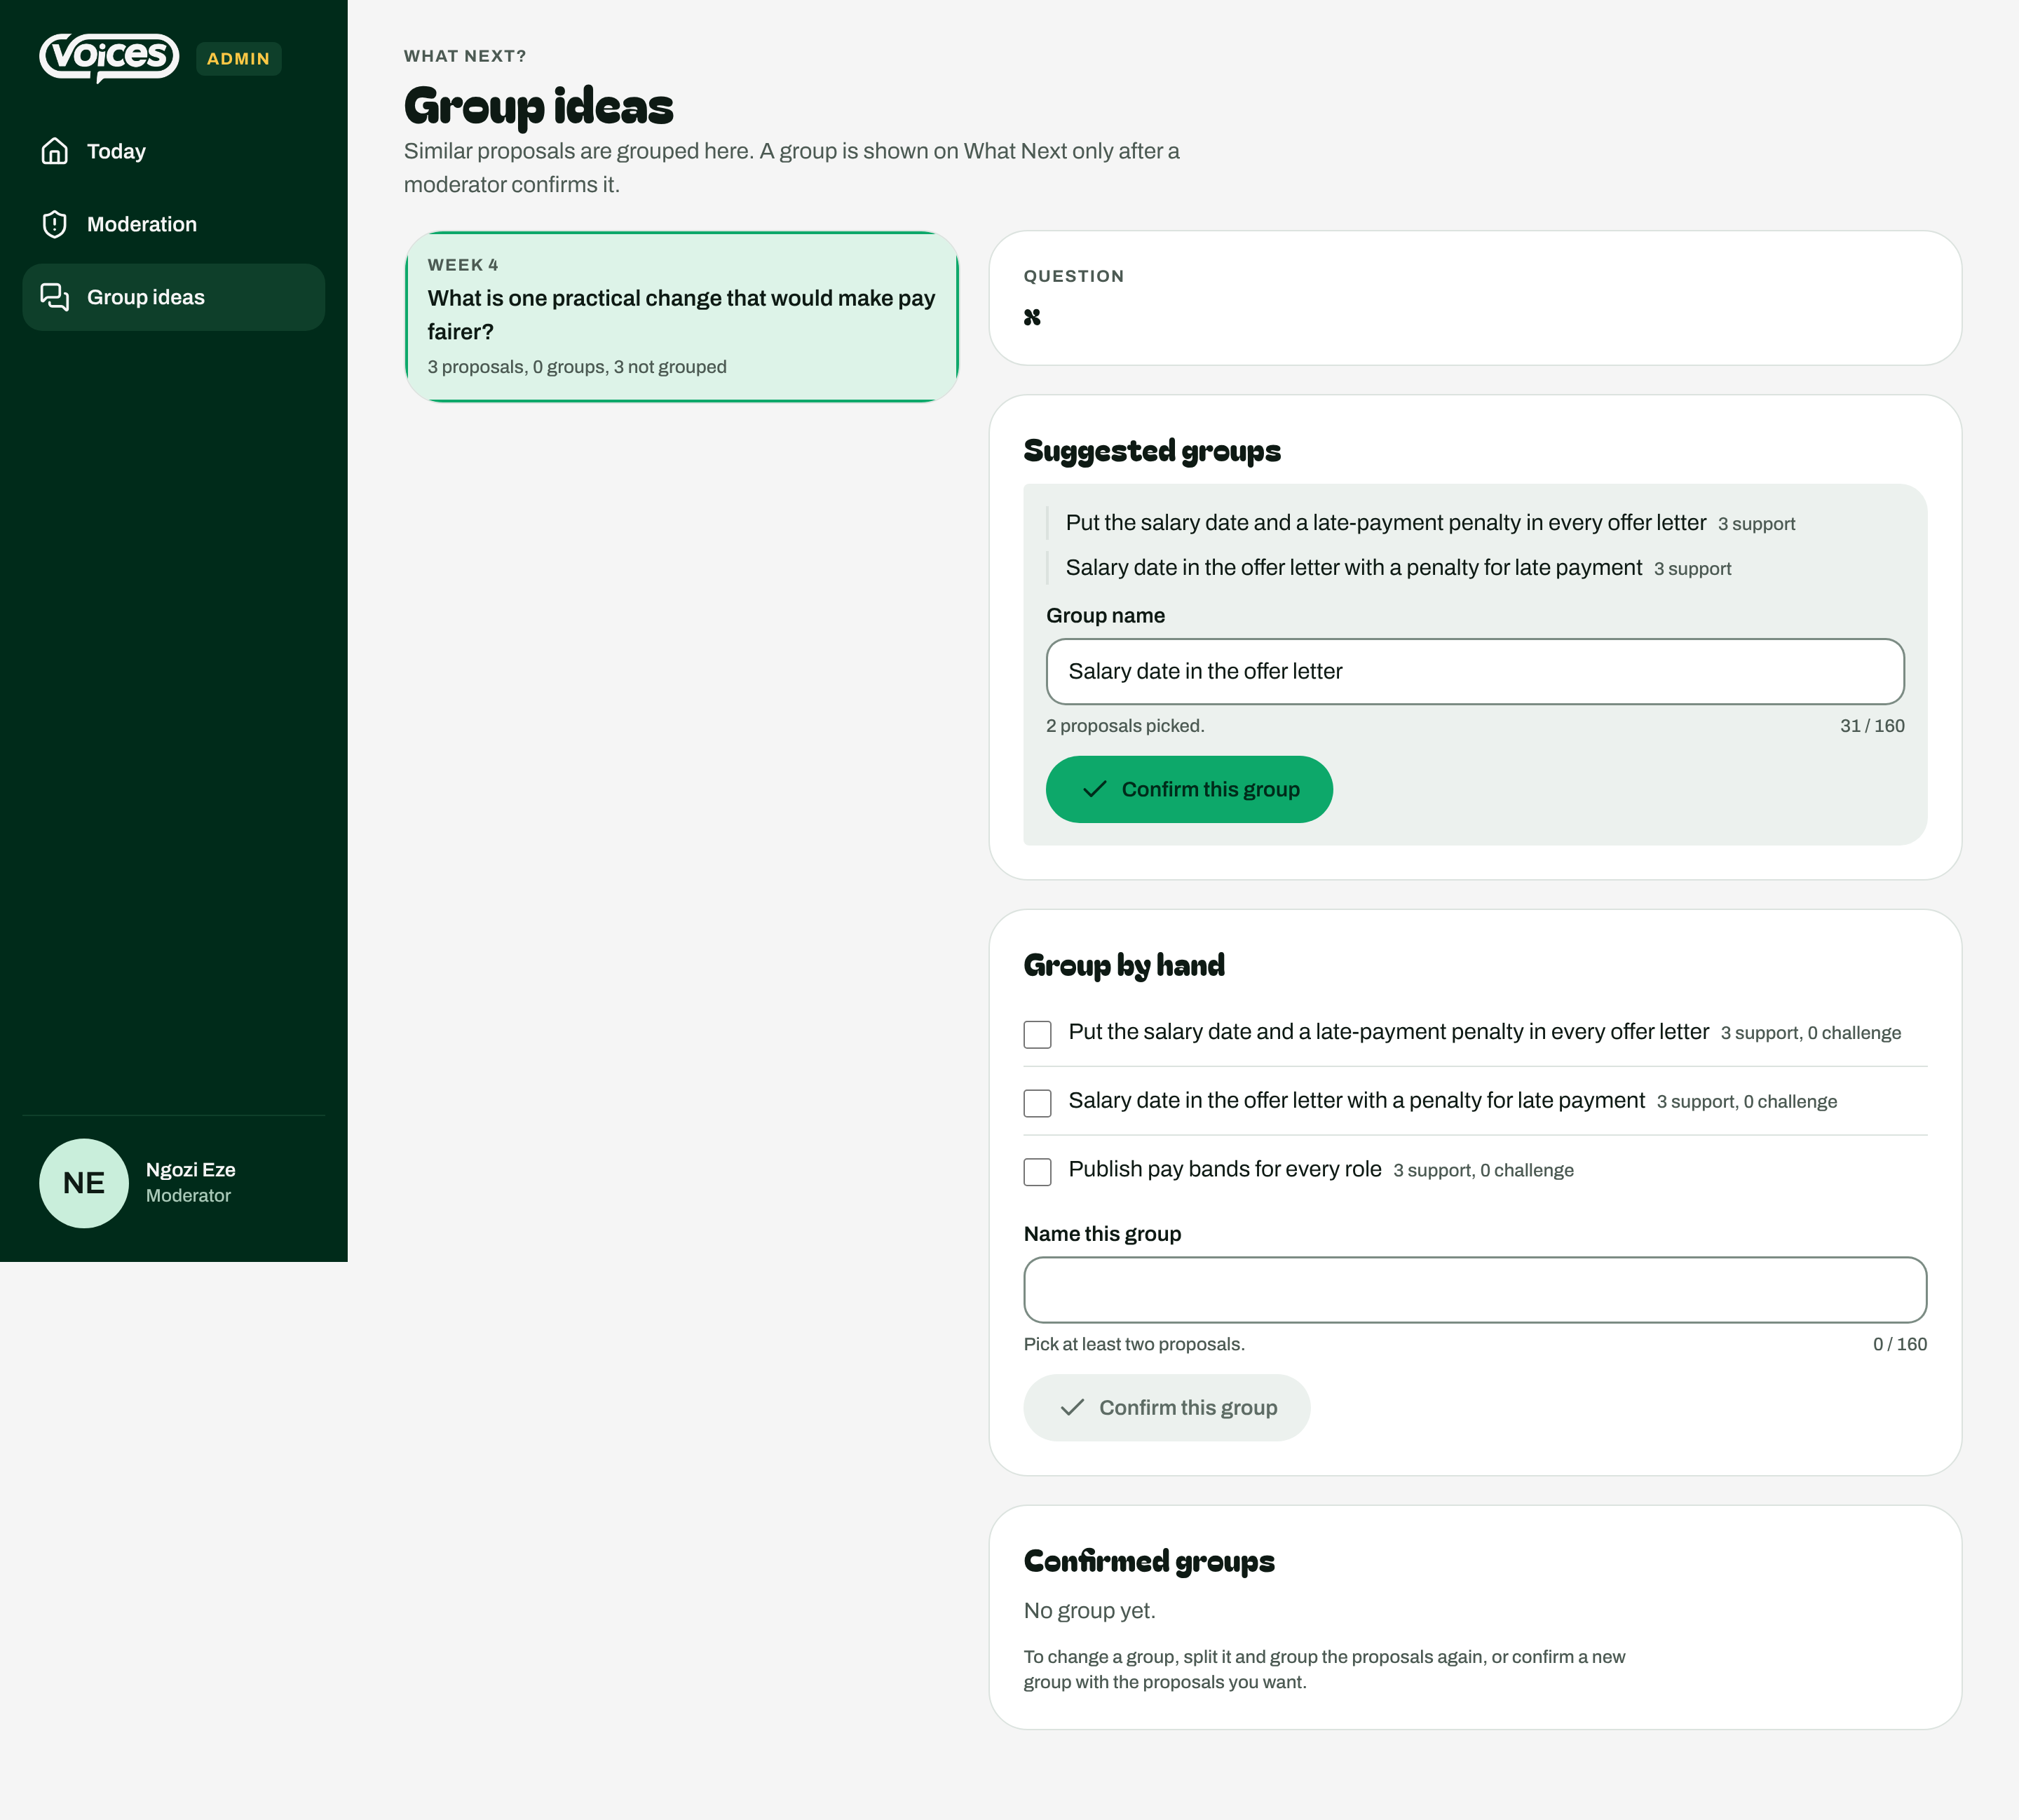 Voices
ADMIN
Today
Moderation
Group ideas
NE
Ngozi Eze
Moderator
WHAT NEXT?
Group ideas
Similar proposals are grouped here. A group is shown on What Next only after a
moderator confirms it.
WEEK 4
What is one practical change that would make pay
fairer?
3 proposals, 0 groups, 3 not grouped
QUESTION
x
Suggested groups
Put the salary date and a late-payment penalty in every offer letter 3 support
Salary date in the offer letter with a penalty for late payment 3 support
Group name
Salary date in the offer letter
2 proposals picked. 31 / 160
Confirm this group
Group by hand
Put the salary date and a late-payment penalty in every offer letter 3 support, 0 challenge
Salary date in the offer letter with a penalty for late payment 3 support, 0 challenge
Publish pay bands for every role 3 support, 0 challenge
Name this group
Pick at least two proposals. 0 / 160
Confirm this group
Confirmed groups
No group yet.
To change a group, split it and group the proposals again, or confirm a new
group with the proposals you want.